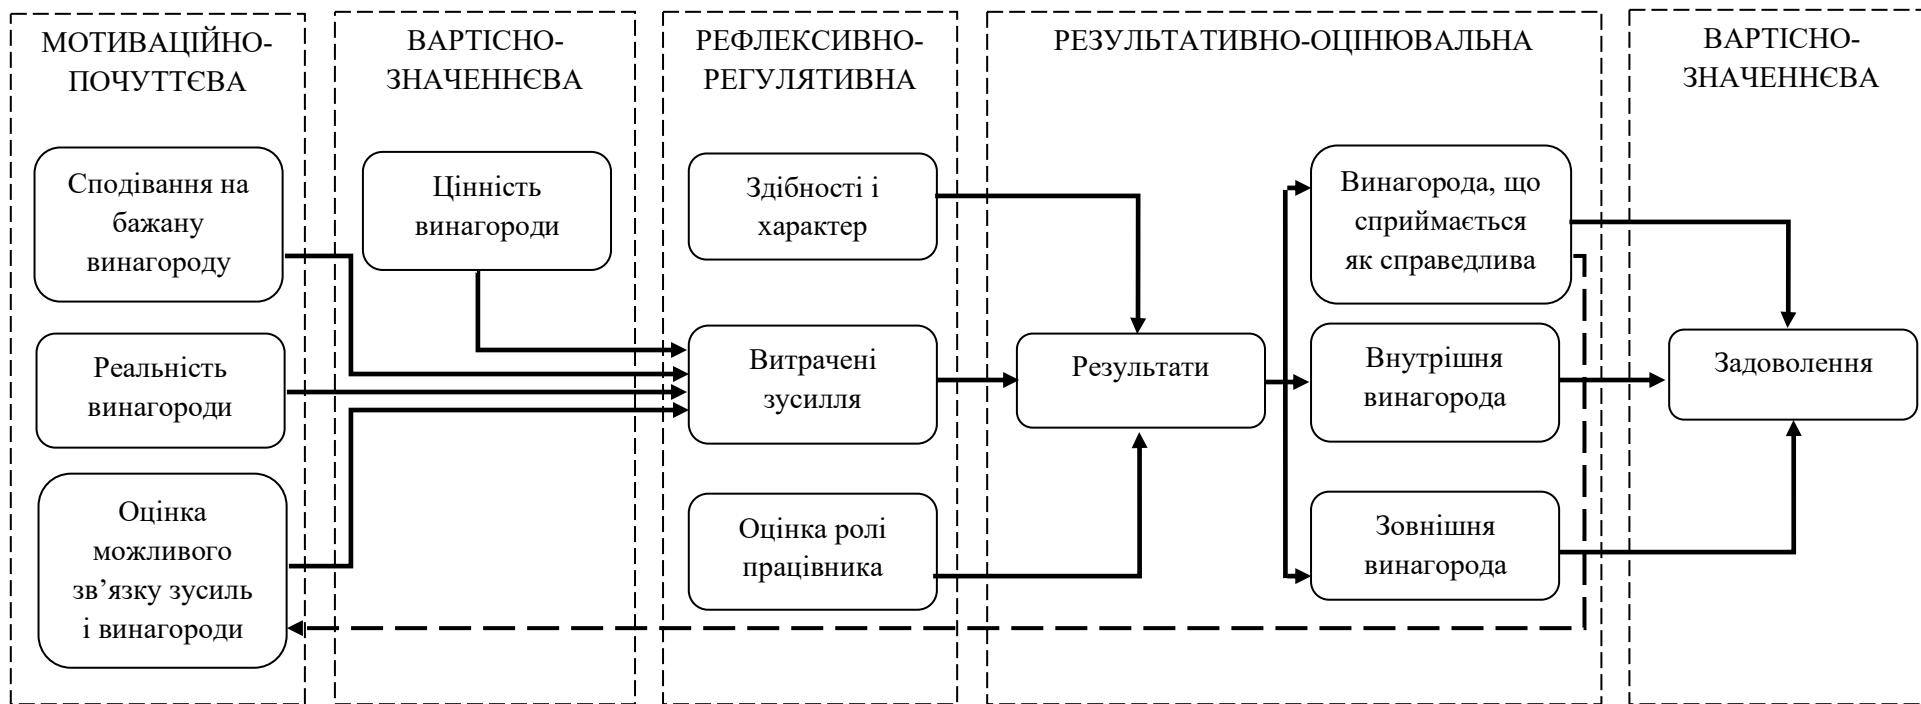 МОТИВАЦІЙНО-
ПОЧУТТЄВА
ВАРТІСНО-
ЗНАЧЕННЄВА
РЕФЛЕКСИВНО-
РЕГУЛЯТИВНА
РЕЗУЛЬТАТИВНО-ОЦІНЮВАЛЬНА
ВАРТІСНО-
ЗНАЧЕННЄВА
Сподівання на
бажану
винагороду
Реальність
винагороди
Оцінка
можливого
зв’язку зусиль
і винагороди
Цінність
винагороди
Здібності і
характер
Витрачені
зусилля
Оцінка ролі
працівника
Результати
Винагорода, що
сприймається
як справедлива
Внутрішня
винагорода
Зовнішня
винагорода
Задоволення